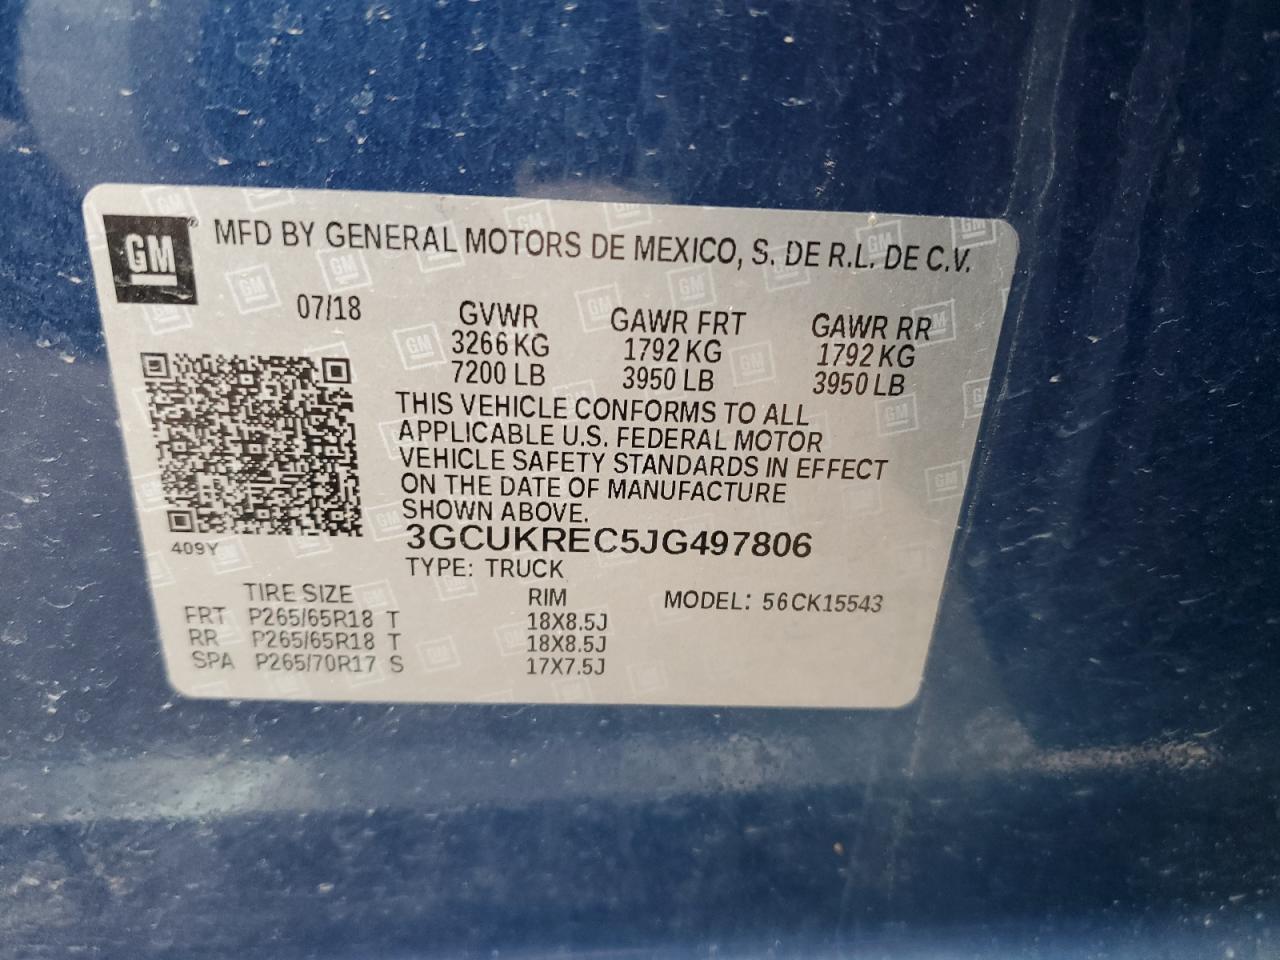 GM
MFD BY GENERAL MOTORS DE MEXICO, S. DE R.L. DE C.V.
07/18
GVWR GAWR FRT GAWR RR
3266 KG 1792 KG 1792 KG
7200 LB 3950 LB 3950 LB
THIS VEHICLE CONFORMS TO ALL
APPLICABLE U.S. FEDERAL MOTOR
VEHICLE SAFETY STANDARDS IN EFFECT
ON THE DATE OF MANUFACTURE
SHOWN ABOVE.
3GCUKREC5JG497806
409Y
TYPE: TRUCK
TIRE SIZE RIM MODEL: 56CK15543
FRT P265/65R18 T 18X8.5J
RR P265/65R18 T 18X8.5J
SPA P265/70R17 S 17X7.5J